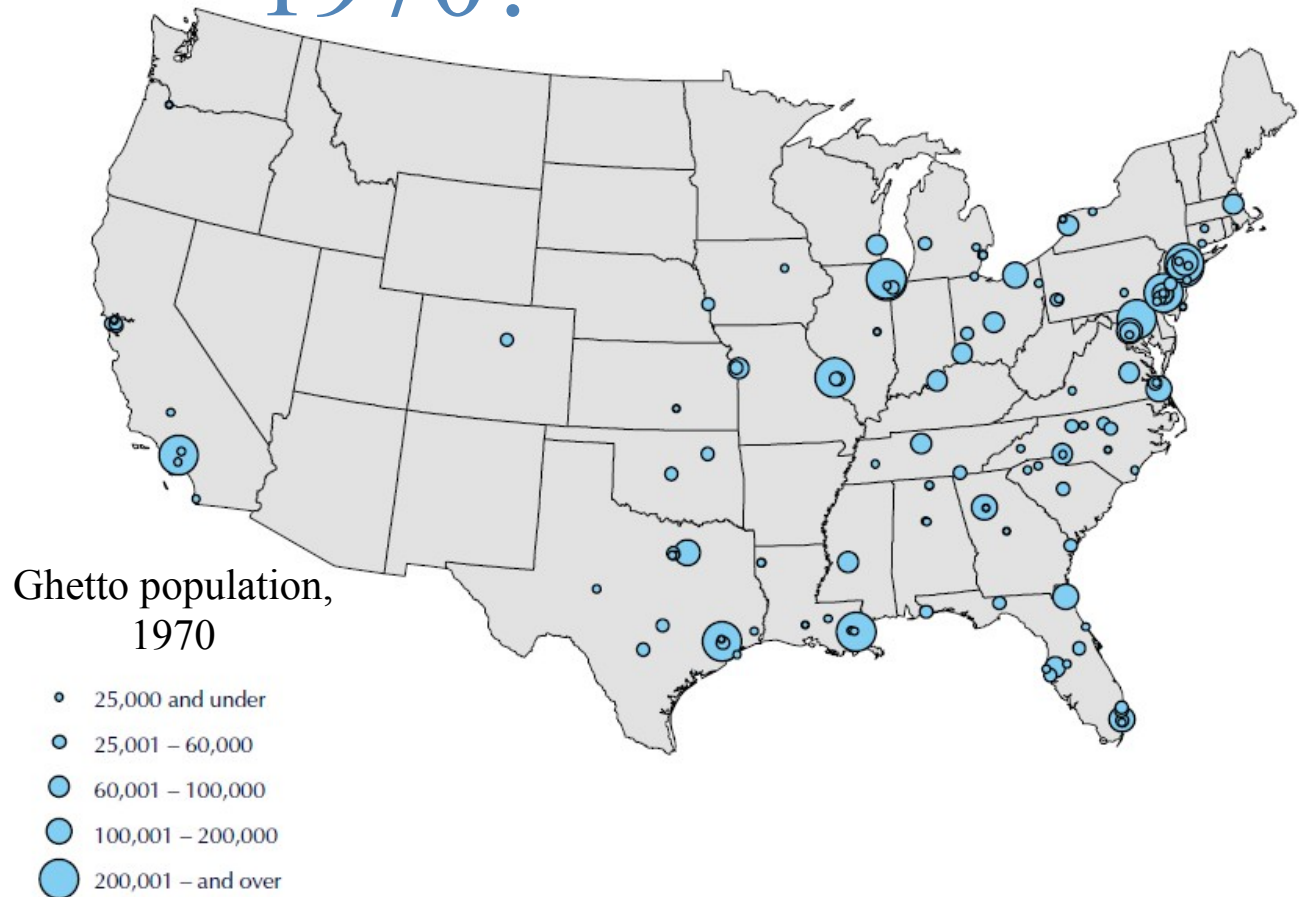 1970?
Ghetto population,
1970
25,000 and under
25,001 – 60,000
60,001 – 100,000
100,001 – 200,000
200,001 – and over